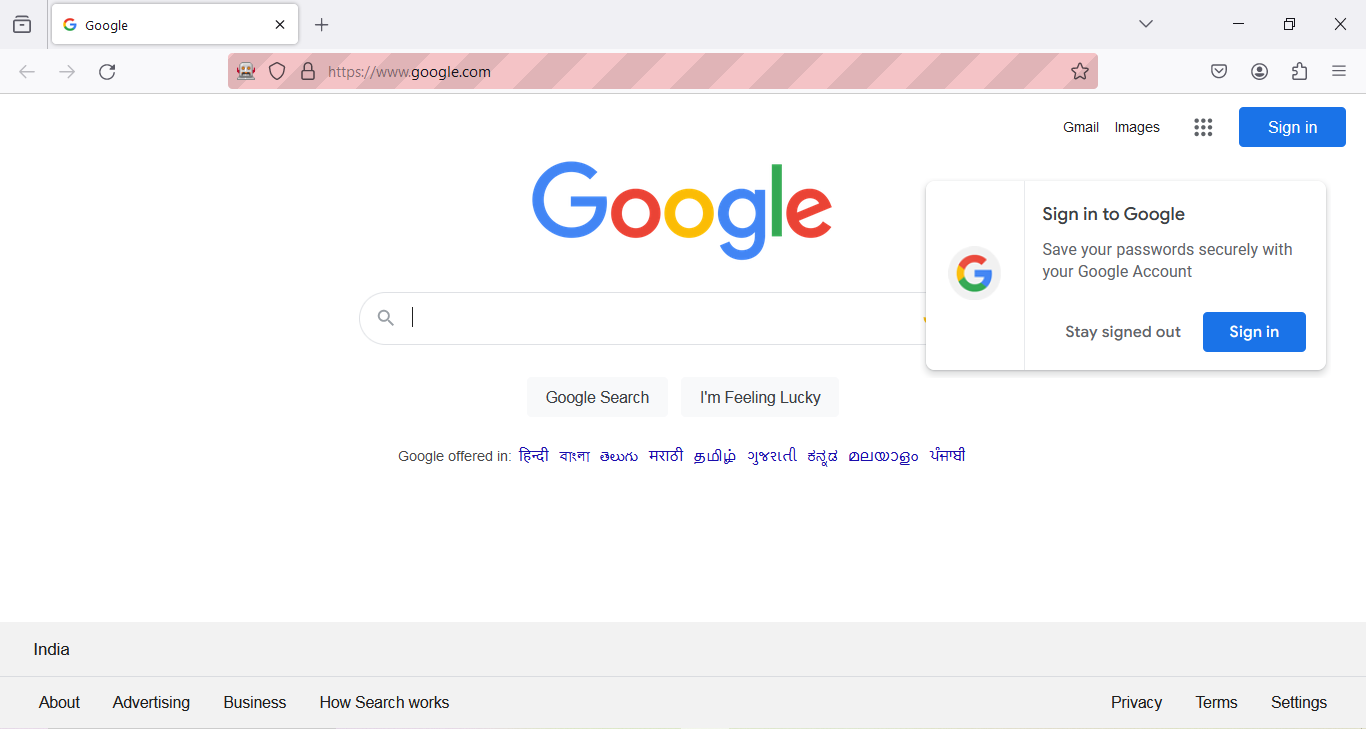 Google
https://www.google.com
Gmail Images Sign in
Google
Sign in to Google
Save your passwords securely with
your Google Account
Stay signed out Sign in
Google Search I'm Feeling Lucky
Google offered in: हिन्दी বাংলা తెలుగు मराठी தமிழ் ગુજરાતી ಕನ್ನಡ മലയാളം ਪੰਜਾਬੀ
India
About Advertising Business How Search works Privacy Terms Settings